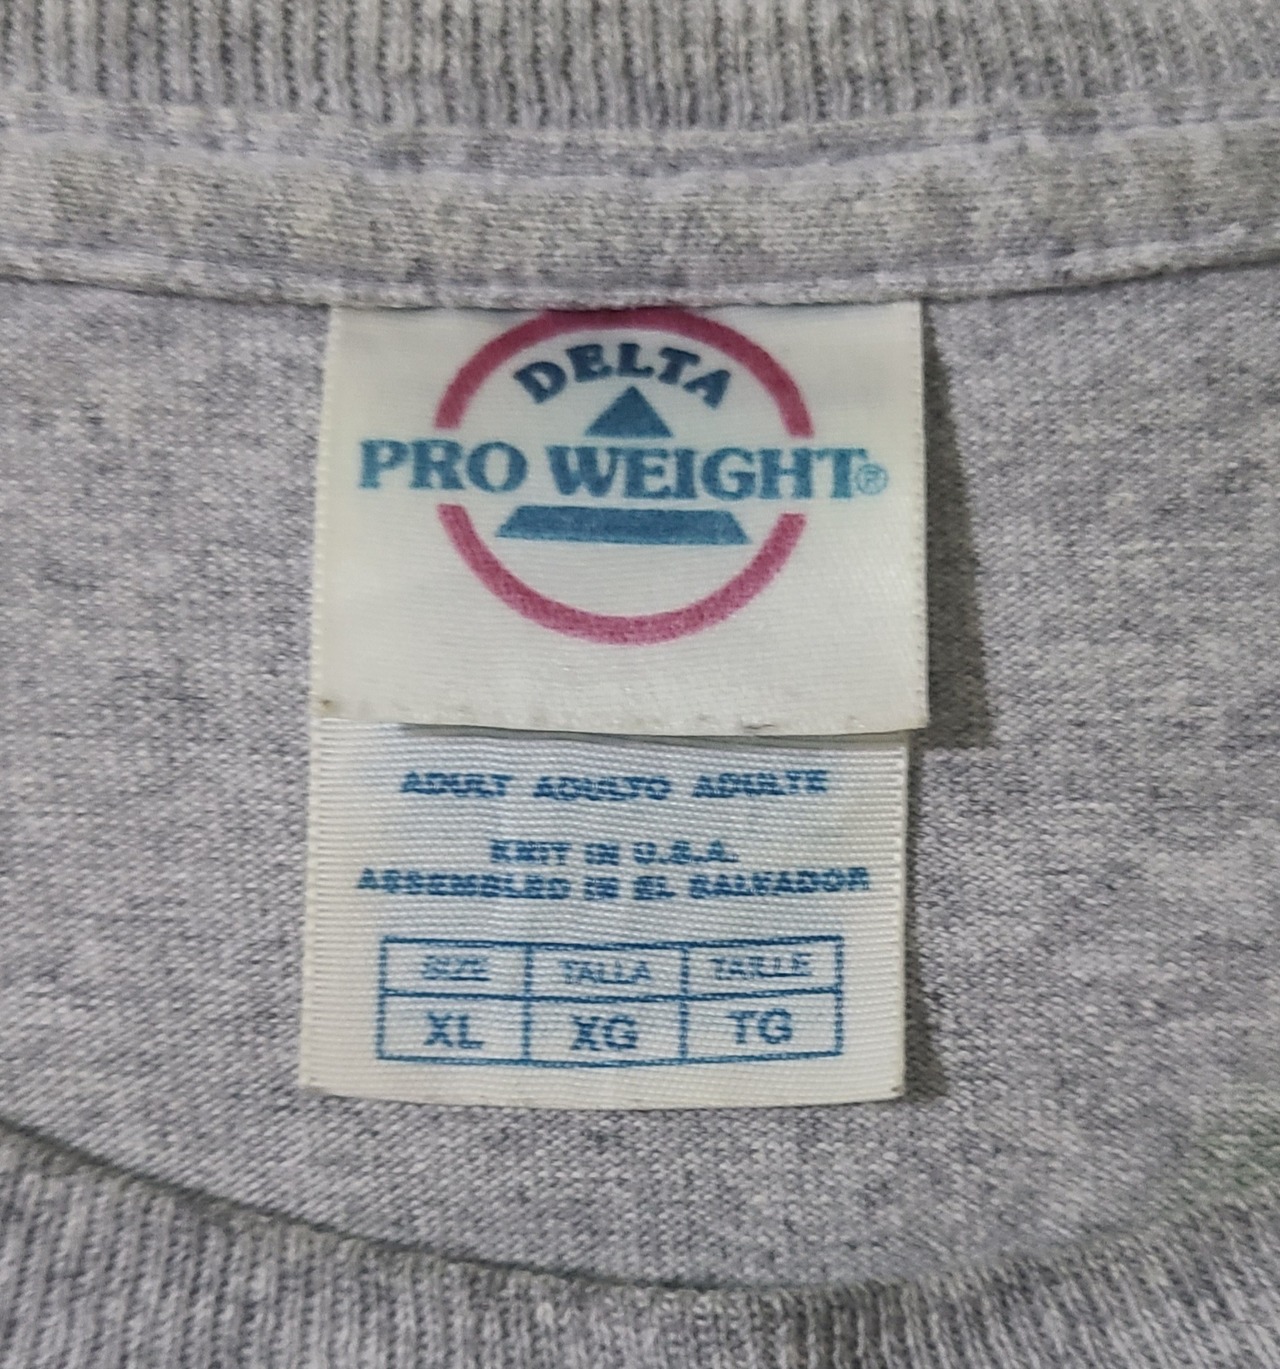 DELTA
PRO WEIGHT®
ADULT ADULTO ADULTE
KNIT IN U.S.A.
ASSEMBLED IN EL SALVADOR
SIZE TALLA TAILLE
XL XG TG